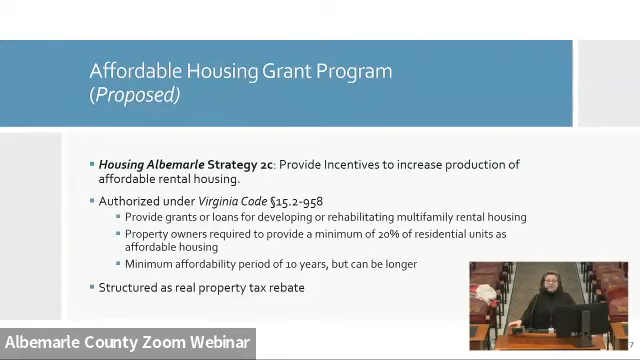 Affordable Housing Grant Program
(Proposed)
Housing Albemarle Strategy 2c: Provide Incentives to increase production of
affordable rental housing.
Authorized under Virginia Code §15.2-958
Provide grants or loans for developing or rehabilitating multifamily rental housing
Property owners required to provide a minimum of 20% of residential units as
affordable housing
Minimum affordability period of 10 years, but can be longer
Structured as real property tax rebate
Albemarle County Zoom Webinar
7